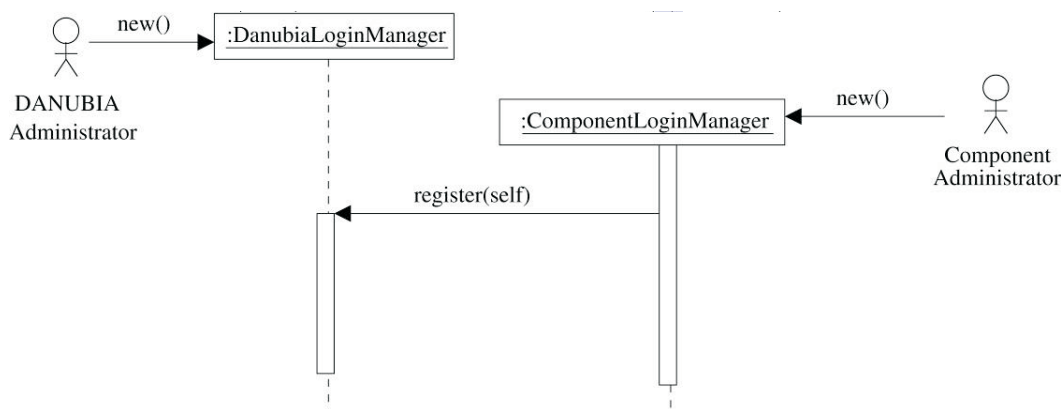 new()
:DanubiaLoginManager
DANUBIA
Administrator
new()
:ComponentLoginManager
Component
Administrator
register(self)